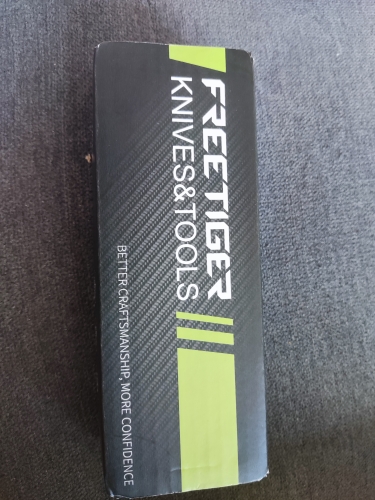 FREETIGER
KNIVES&TOOLS
BETTER CRAFTSMANSHIP, MORE CONFIDENCE